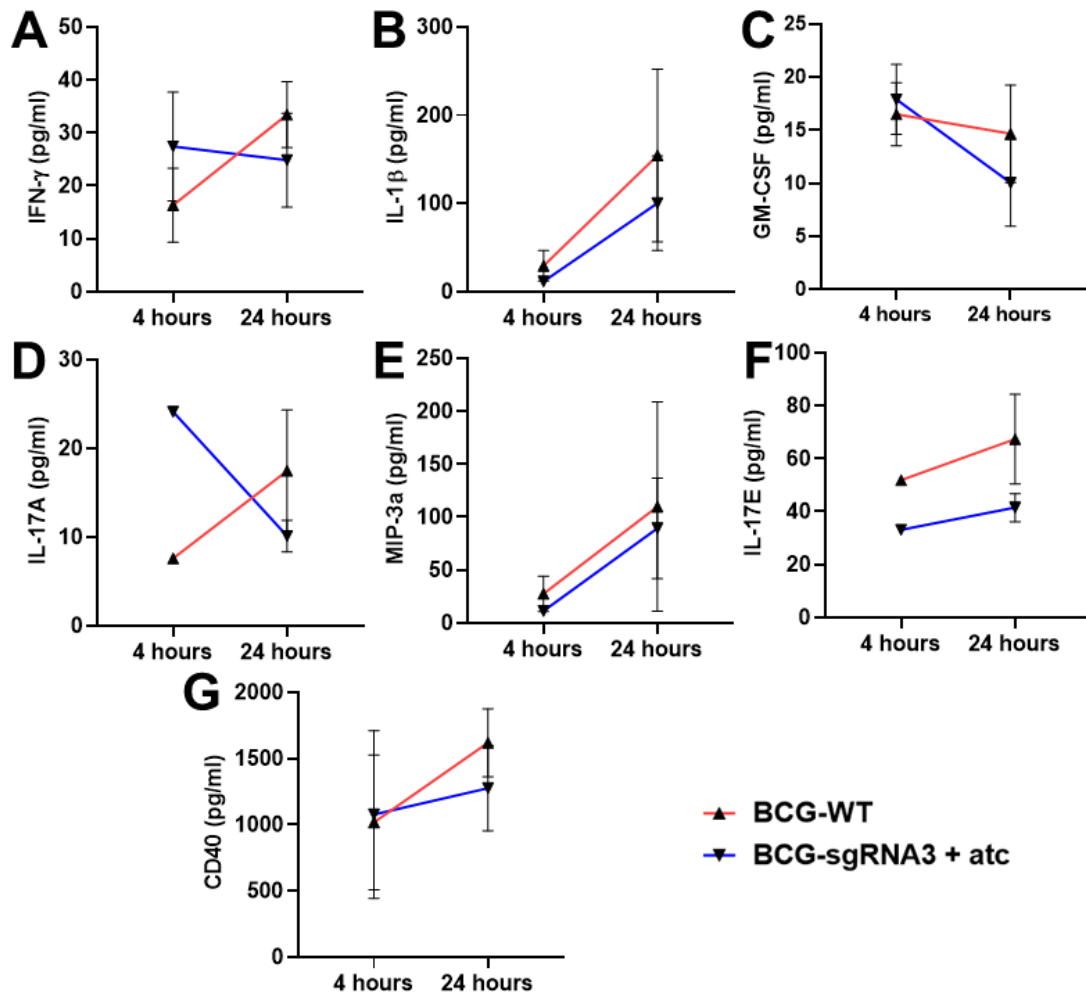 A
IFN-γ (pg/ml)
50
40
30
20
10
0
4 hours 24 hours
B
IL-1β (pg/ml)
300
200
100
0
4 hours 24 hours
C
GM-CSF (pg/ml)
25
20
15
10
5
0
4 hours 24 hours
D
IL-17A (pg/ml)
30
20
10
0
4 hours 24 hours
E
MIP-3a (pg/ml)
250
200
150
100
50
0
4 hours 24 hours
F
IL-17E (pg/ml)
100
80
60
40
20
0
4 hours 24 hours
G
CD40 (pg/ml)
2000
1500
1000
500
0
4 hours 24 hours
BCG-WT
BCG-sgRNA3 + atc